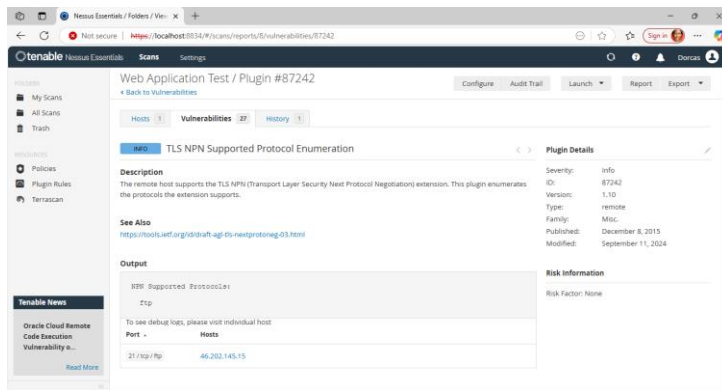 Nessus Essentials / Folders / View
Not secure https://localhost:8834/#/scans/reports/8/vulnerabilities/87242
Sign in
tenable Nessus Essentials Scans Settings Dorcas
FOLDERS
My Scans
All Scans
Trash
RESOURCES
Policies
Plugin Rules
Terrascan
Tenable News
Oracle Cloud Remote
Code Execution
Vulnerability o...
Read More
Web Application Test / Plugin #87242
Back to Vulnerabilities
Configure Audit Trail Launch Report Export
Hosts 1 Vulnerabilities 27 History 1
INFO TLS NPN Supported Protocol Enumeration
Description
The remote host supports the TLS NPN (Transport Layer Security Next Protocol Negotiation) extension. This plugin enumerates
the protocols the extension supports.
See Also
https://tools.ietf.org/id/draft-agl-tls-nextprotoneg-03.html
Output
NPN Supported Protocols:
ftp
To see debug logs, please visit individual host
Port Hosts
21 / tcp / ftp 46.202.145.15
Plugin Details
Severity: Info
ID: 87242
Version: 1.10
Type: remote
Family: Misc.
Published: December 8, 2015
Modified: September 11, 2024
Risk Information
Risk Factor: None